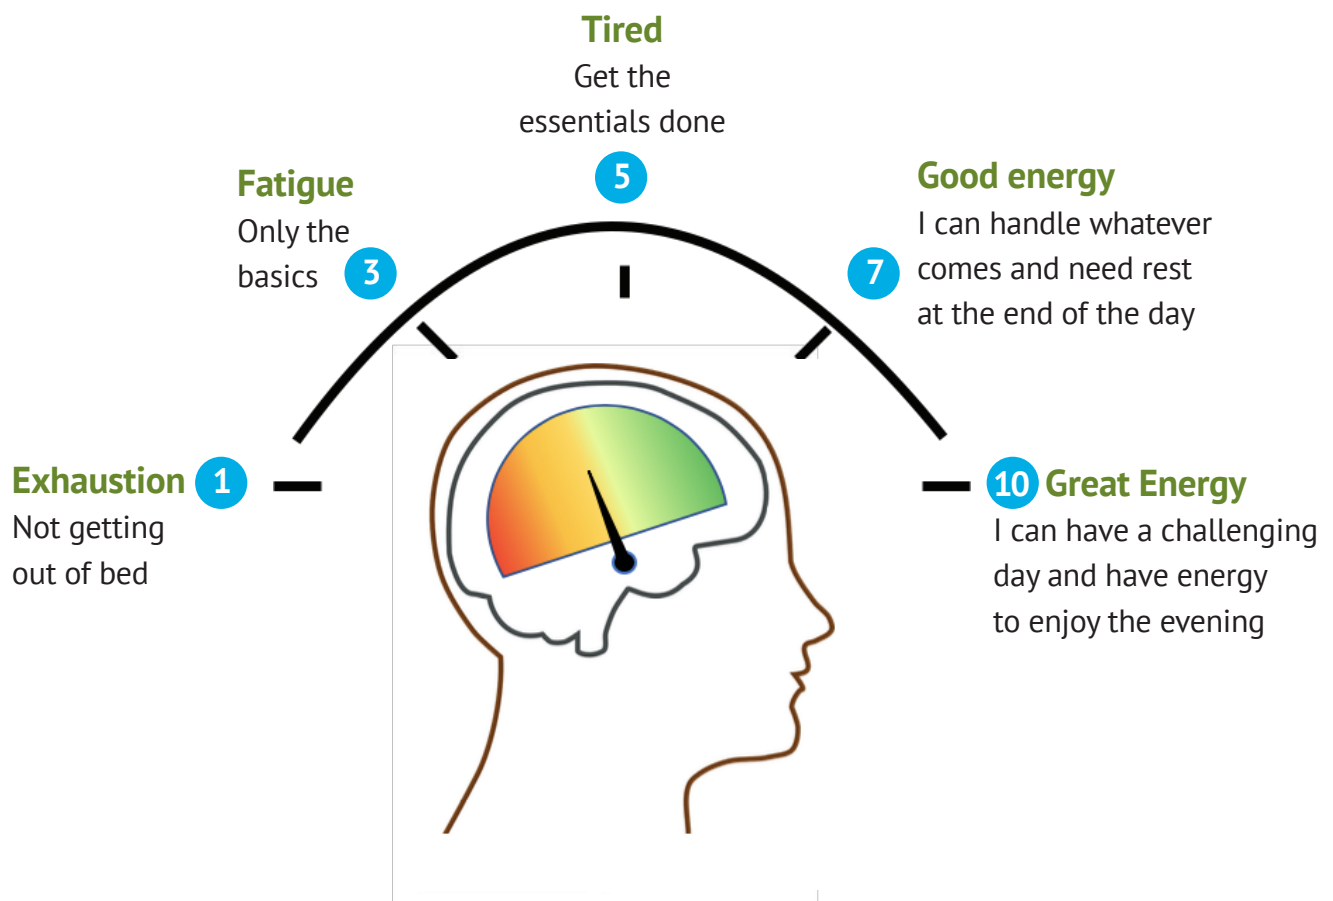 Tired
Get the
essentials done
5
Fatigue
Only the
basics
3
Good energy
I can handle whatever
comes and need rest
at the end of the day
7
Exhaustion 1
Not getting
out of bed
10 Great Energy
I can have a challenging
day and have energy
to enjoy the evening